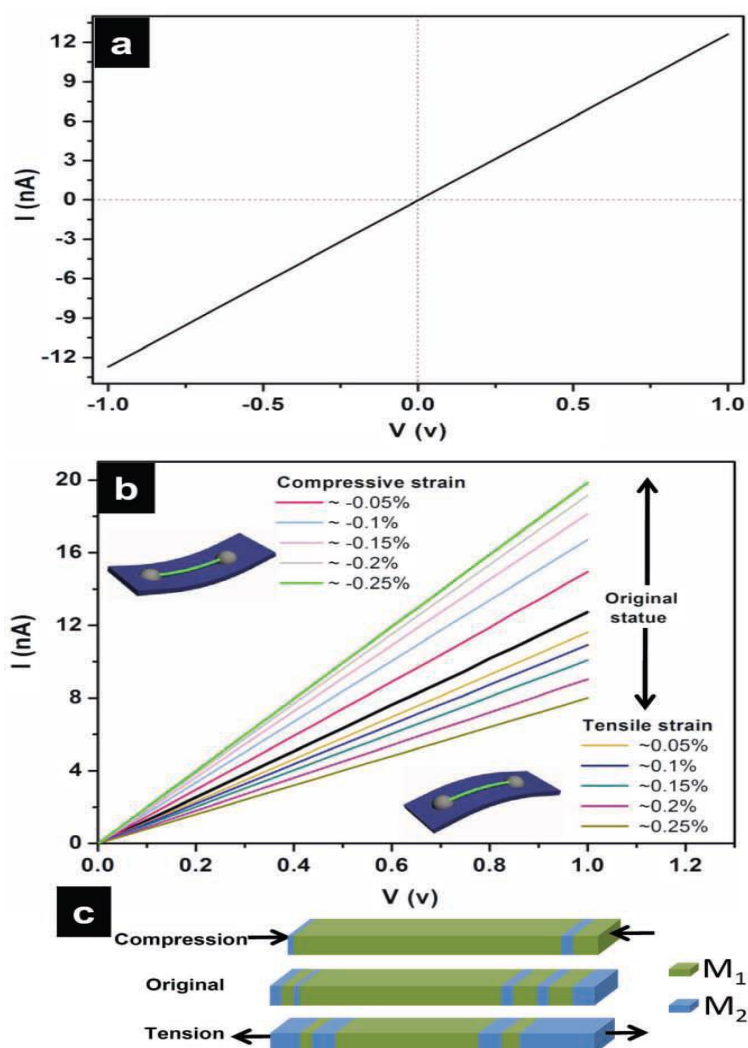 a
I (nA)
12
9
6
3
0
-3
-6
-9
-12
-1.0 -0.5 0.0 0.5 1.0
V (v)
b
I (nA)
20
16
12
8
4
0
Compressive strain
~ -0.05%
~ -0.1%
~ -0.15%
~ -0.2%
~ -0.25%
Original
statue
Tensile strain
~0.05%
~0.1%
~0.15%
~0.2%
~0.25%
0.0 0.2 0.4 0.6 0.8 1.0 1.2
V (v)
c
Compression
Original
Tension
M1
M2